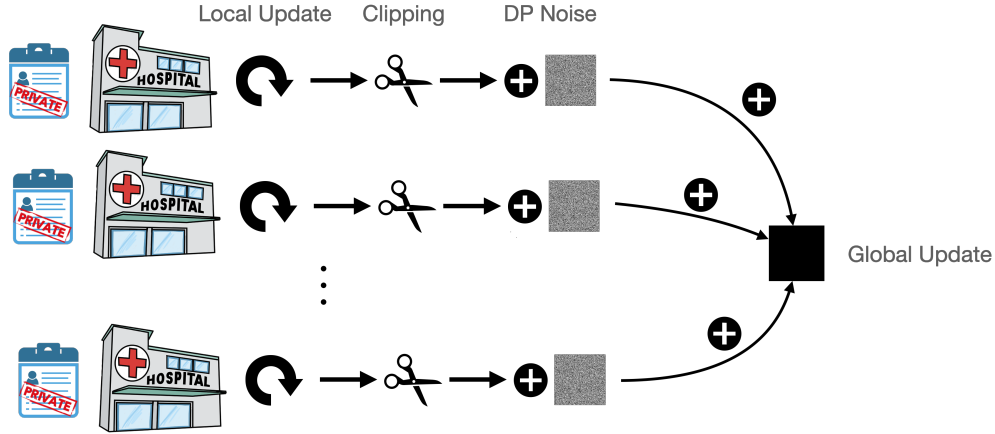 Local Update
Clipping
DP Noise
PRIVATE
HOSPITAL
PRIVATE
HOSPITAL
Global Update
PRIVATE
HOSPITAL